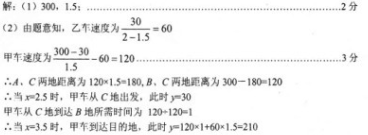 解：(1) 300，1.5；……2分
(2) 由题意知，乙车速度为 30/(2-1.5) =60
甲车速度为 (300-30)/1.5 -60=120……3分
∴A、C 两地距离为 120×1.5=180, B、C 两地距离为 300-180=120
∴当 x=2.5 时，甲车从 C 地出发，此时 y=30
甲车从 C 地到达 B 地所需时间为 120÷120=1
∴当 x=3.5 时，甲车到达目的地，此时 y=120×1+60×1.5=210